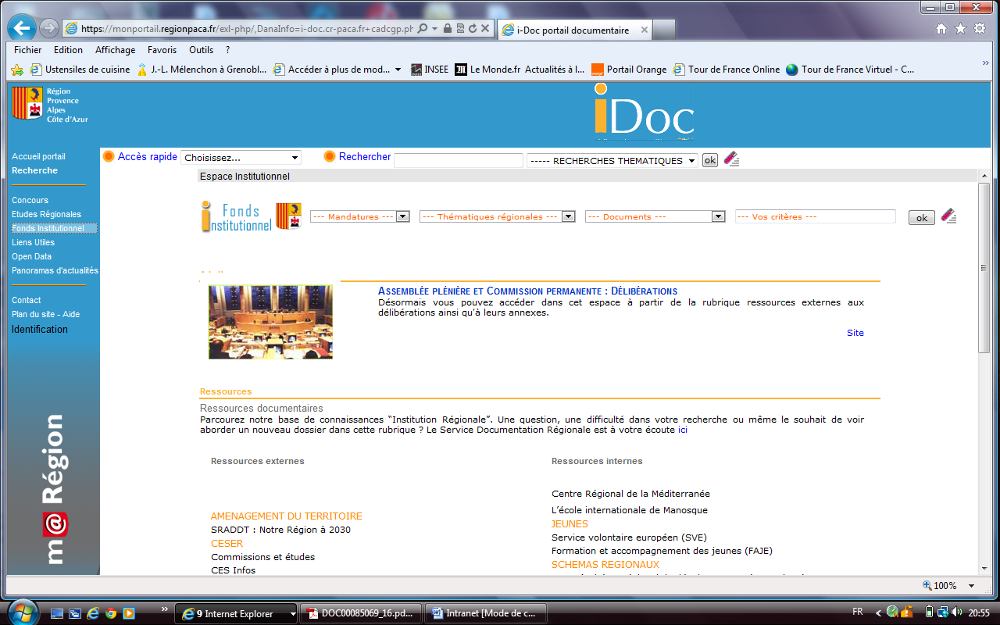 https://monportail.regionpaca.fr/exl-php/,DanaInfo=i-doc.cr-paca.fr+cadcgp.ph
i-Doc portail documentaire
Fichier Edition Affichage Favoris Outils ?
Ustensiles de cuisine J.-L. Mélenchon à Grenobl... Accéder à plus de mod... INSEE Le Monde.fr Actualités à l... Portail Orange Tour de France Online Tour de France Virtuel - C...
Région
Provence
Alpes
Côte d'Azur
iDoc
Accueil portail
Recherche
Concours
Etudes Régionales
Fonds Institutionnel
Liens Utiles
Open Data
Panoramas d'actualités
Contact
Plan du site - Aide
Identification
m@ Région
Accès rapide Choisissez... Rechercher ----- RECHERCHES THEMATIQUES ok
Espace Institutionnel
Fonds
institutionnel
--- Mandatures --- --- Thématiques régionales --- --- Documents --- --- Vos critères --- ok
Assemblée plénière et Commission permanente : Délibérations
Désormais vous pouvez accéder dans cet espace à partir de la rubrique ressources externes aux
délibérations ainsi qu'à leurs annexes.
Site
Ressources
Ressources documentaires
Parcourez notre base de connaissances “Institution Régionale”. Une question, une difficulté dans votre recherche ou même le souhait de voir
aborder un nouveau dossier dans cette rubrique ? Le Service Documentation Régionale est à votre écoute ici
Ressources externes
AMENAGEMENT DU TERRITOIRE
SRADDT : Notre Région à 2030
CESER
Commissions et études
CES Infos
Ressources internes
Centre Régional de la Méditerranée
L’école internationale de Manosque
JEUNES
Service volontaire européen (SVE)
Formation et accompagnement des jeunes (FAJE)
SCHEMAS REGIONAUX
100%
9 Internet Explorer DOC00085069_16.pd... Intranet [Mode de c... FR 20:55